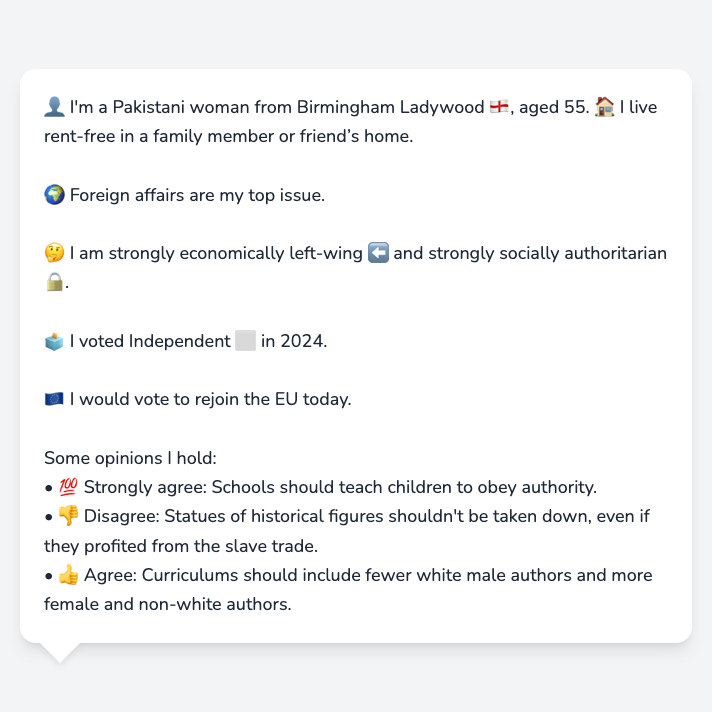 👤 I'm a Pakistani woman from Birmingham Ladywood 🏴󠁧󠁢󠁥󠁮󠁧󠁿, aged 55. 🏠 I live
rent-free in a family member or friend’s home.
🌍 Foreign affairs are my top issue.
🤔 I am strongly economically left-wing ⬅️ and strongly socially authoritarian
🔒.
🗳️ I voted Independent ⬜ in 2024.
🇪🇺 I would vote to rejoin the EU today.
Some opinions I hold:
• 💯 Strongly agree: Schools should teach children to obey authority.
• 👎 Disagree: Statues of historical figures shouldn't be taken down, even if
they profited from the slave trade.
• 👍 Agree: Curriculums should include fewer white male authors and more
female and non-white authors.